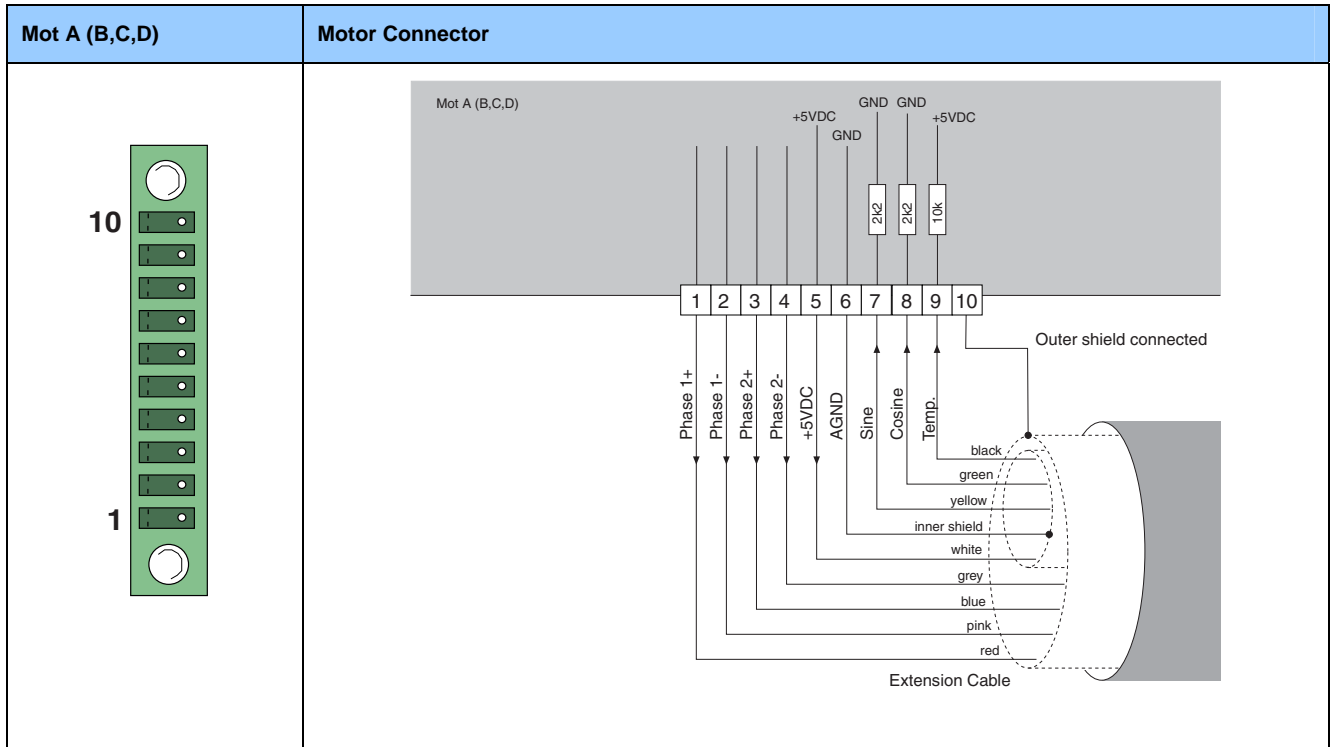 Mot A (B,C,D)
Motor Connector
10
1
Mot A (B,C,D)
+5VDC
GND
GND GND
+5VDC
2k2
2k2
10k
1 2 3 4 5 6 7 8 9 10
Outer shield connected
Phase 1+
Phase 1-
Phase 2+
Phase 2-
+5VDC
AGND
Sine
Cosine
Temp.
black
green
yellow
inner shield
white
grey
blue
pink
red
Extension Cable